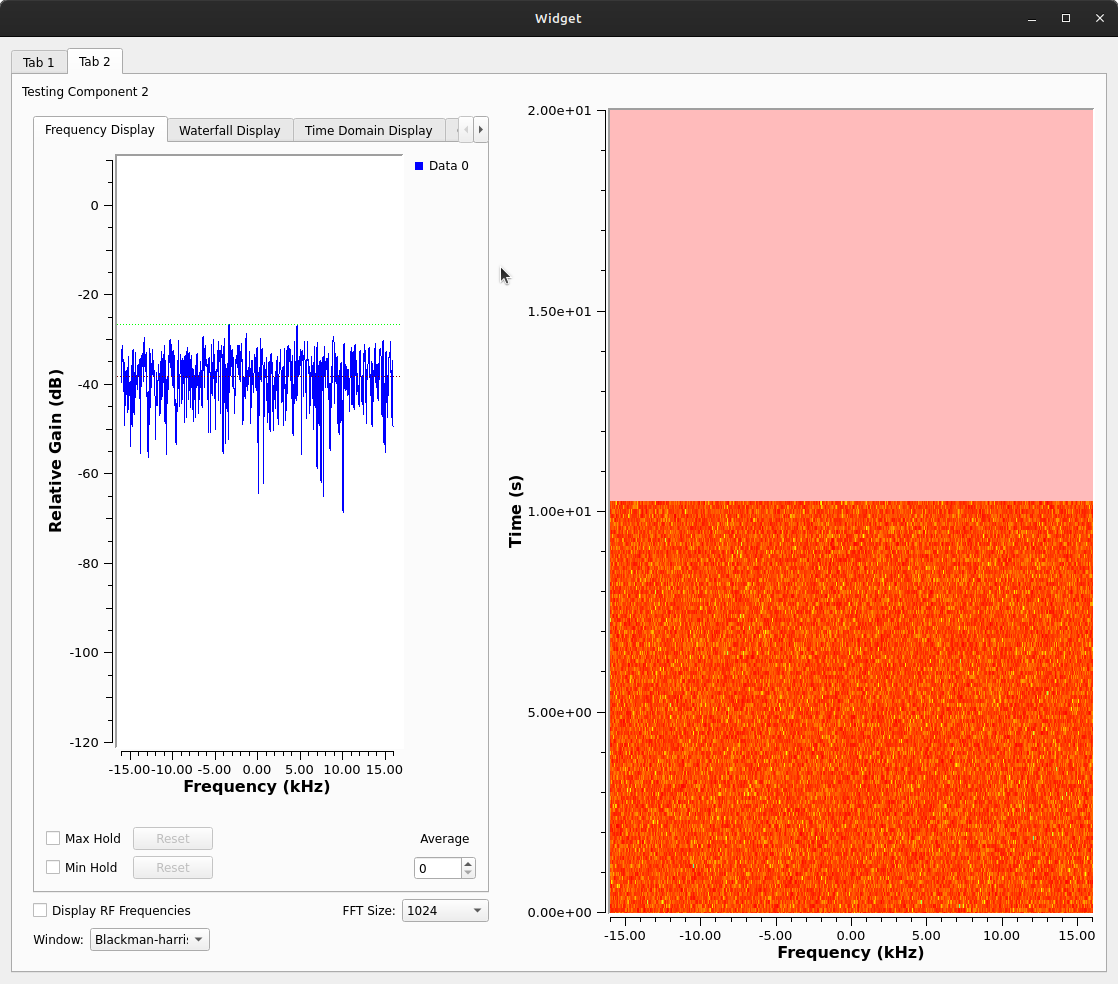 Widget
Tab 1
Tab 2
Testing Component 2
Frequency Display
Waterfall Display
Time Domain Display
Data 0
0
-20
-40
-60
-80
-100
-120
Relative Gain (dB)
-15.00 -10.00 -5.00 0.00 5.00 10.00 15.00
Frequency (kHz)
Max Hold
Reset
Average
Min Hold
Reset
0
Display RF Frequencies
FFT Size:
1024
Window:
Blackman-harris
2.00e+01
1.50e+01
1.00e+01
5.00e+00
0.00e+00
Time (s)
-15.00 -10.00 -5.00 0.00 5.00 10.00 15.00
Frequency (kHz)